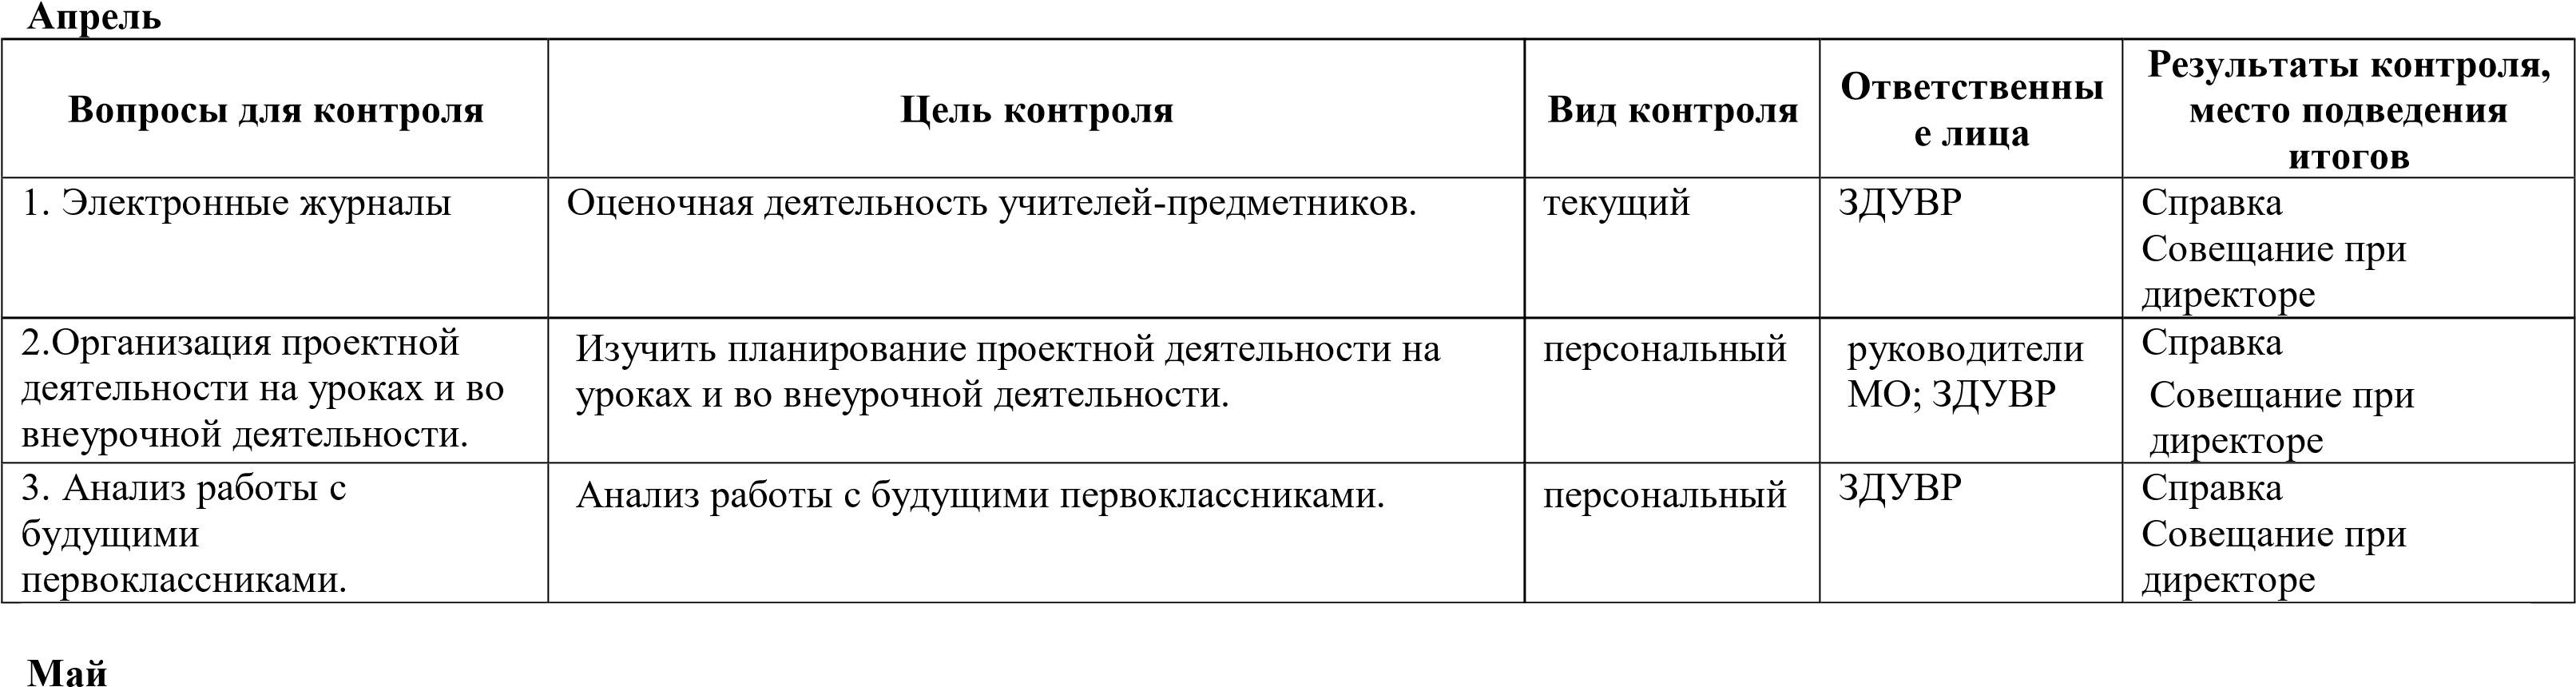 Апрель
Вопросы для контроля
Цель контроля
Вид контроля
Ответственны
е лица
Результаты контроля,
место подведения
итогов
1. Электронные журналы
Оценочная деятельность учителей-предметников.
текущий
ЗДУВР
Справка
Совещание при
директоре
2.Организация проектной
деятельности на уроках и во
внеурочной деятельности.
Изучить планирование проектной деятельности на
уроках и во внеурочной деятельности.
персональный
руководители
МО; ЗДУВР
Справка
Совещание при
директоре
3. Анализ работы с
будущими
первоклассниками.
Анализ работы с будущими первоклассниками.
персональный
ЗДУВР
Справка
Совещание при
директоре
Май